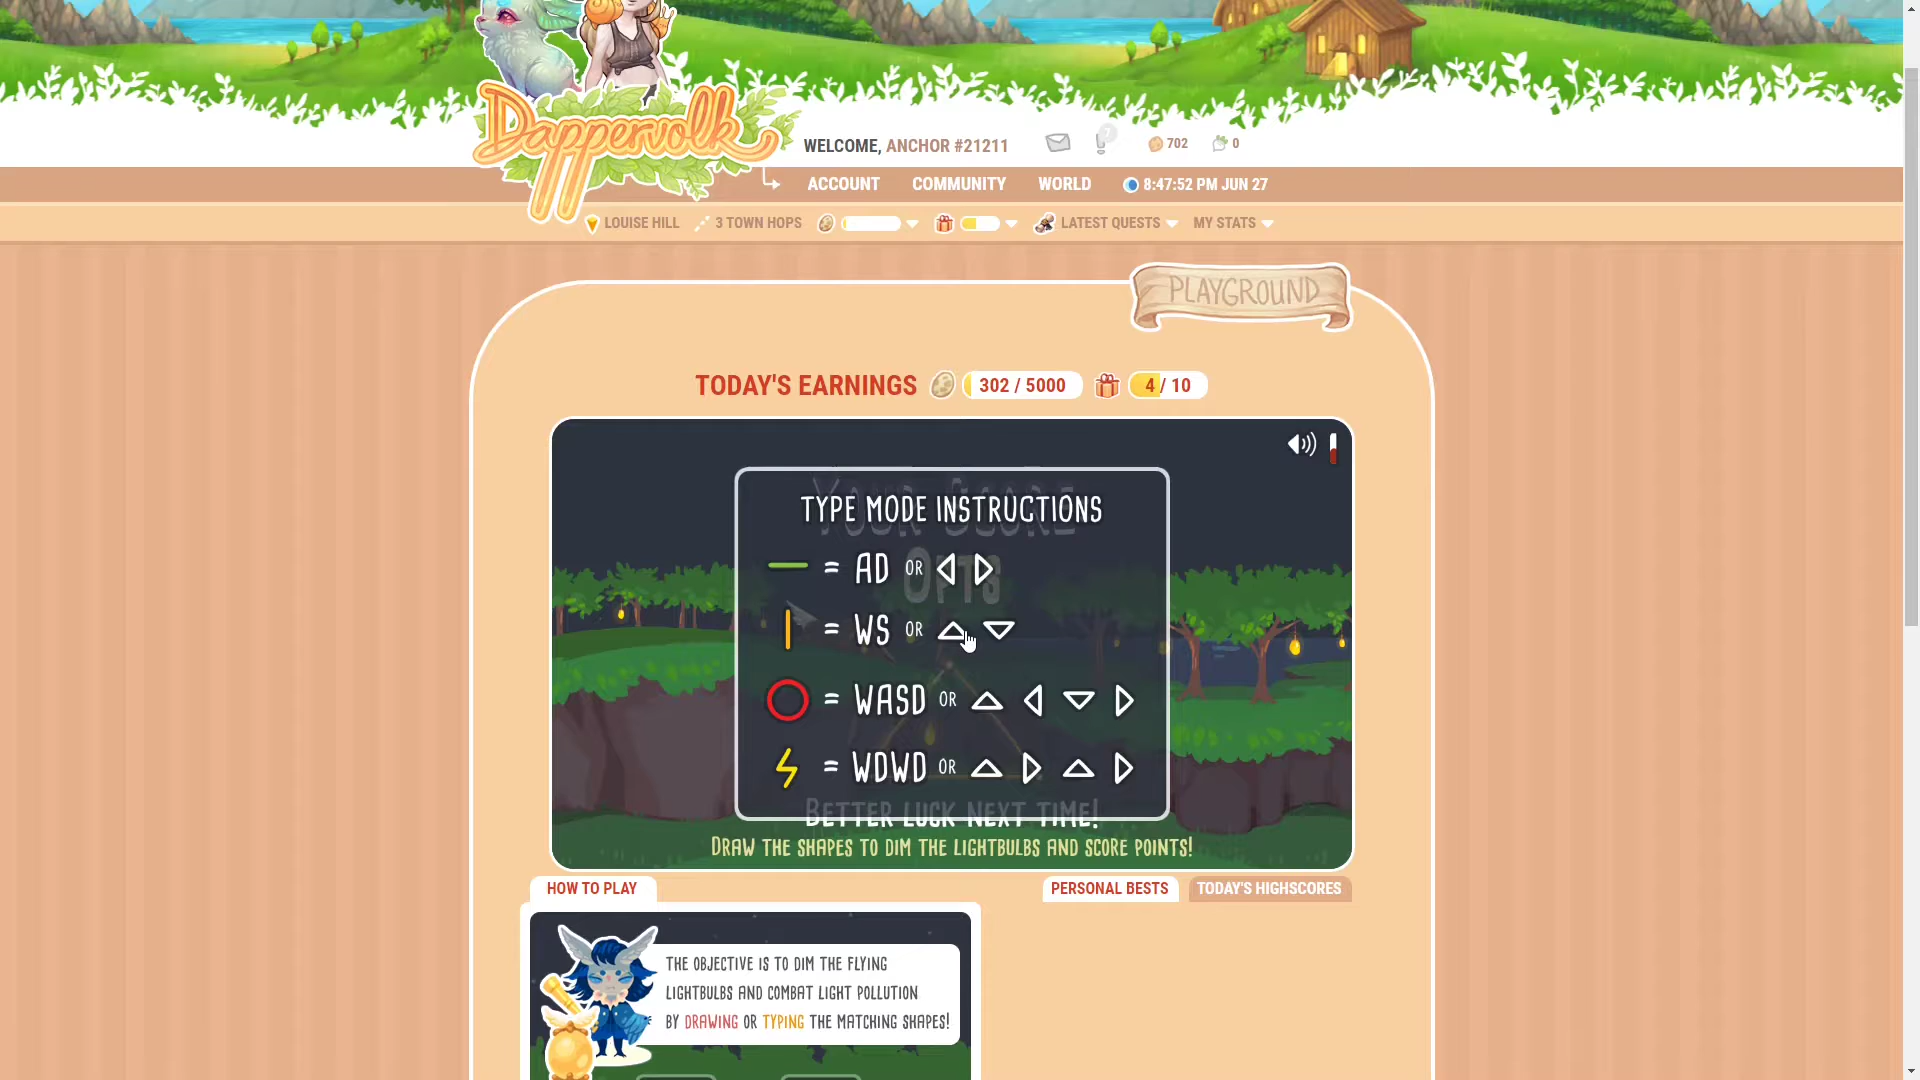 Dappervolk
WELCOME, ANCHOR #21211
7
702
0
ACCOUNT
COMMUNITY
WORLD
8:47:52 PM JUN 27
LOUISE HILL
3 TOWN HOPS
LATEST QUESTS
MY STATS
PLAYGROUND
TODAY'S EARNINGS
302 / 5000
4 / 10
YOUR SCORE
0PTS
TYPE MODE INSTRUCTIONS
= AD OR
= WS OR
= WASD OR
= WDWD OR
BETTER LUCK NEXT TIME!
DRAW THE SHAPES TO DIM THE LIGHTBULBS AND SCORE POINTS!
HOW TO PLAY
PERSONAL BESTS
TODAY'S HIGHSCORES
THE OBJECTIVE IS TO DIM THE FLYING
LIGHTBULBS AND COMBAT LIGHT POLLUTION
BY DRAWING OR TYPING THE MATCHING SHAPES!